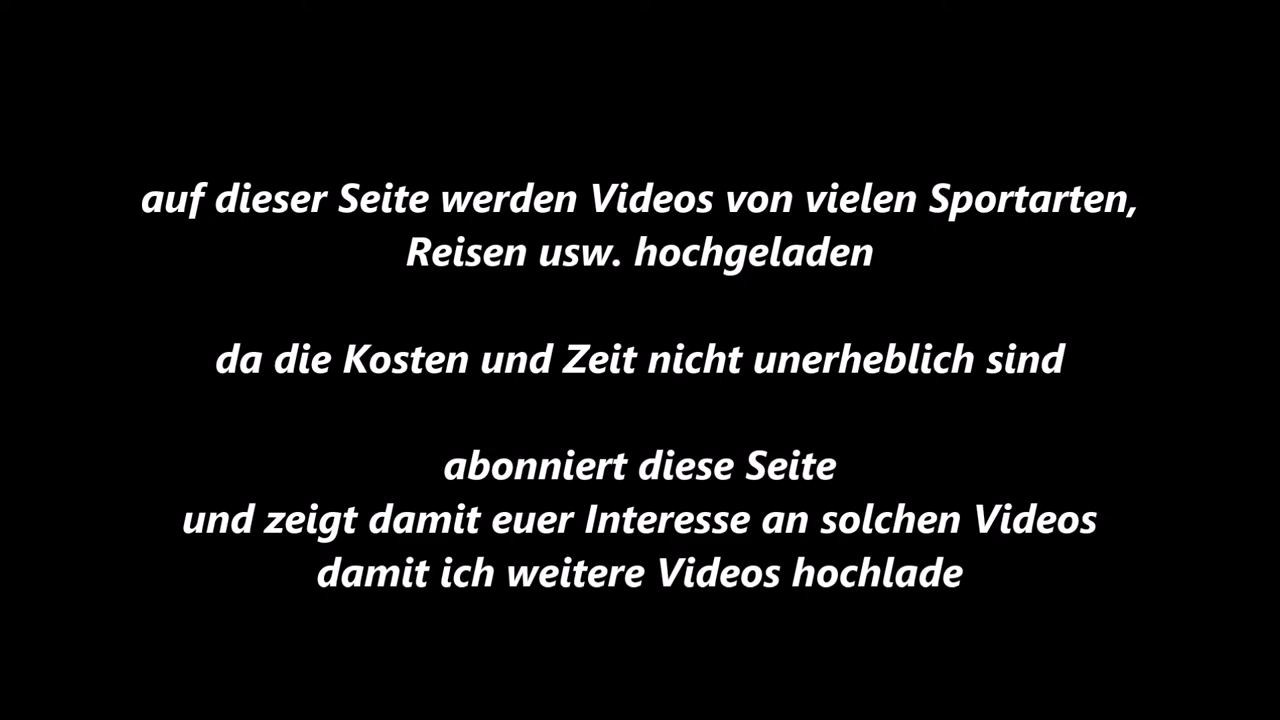 auf dieser Seite werden Videos von vielen Sportarten,
Reisen usw. hochgeladen
da die Kosten und Zeit nicht unerheblich sind
abonniert diese Seite
und zeigt damit euer Interesse an solchen Videos
damit ich weitere Videos hochlade